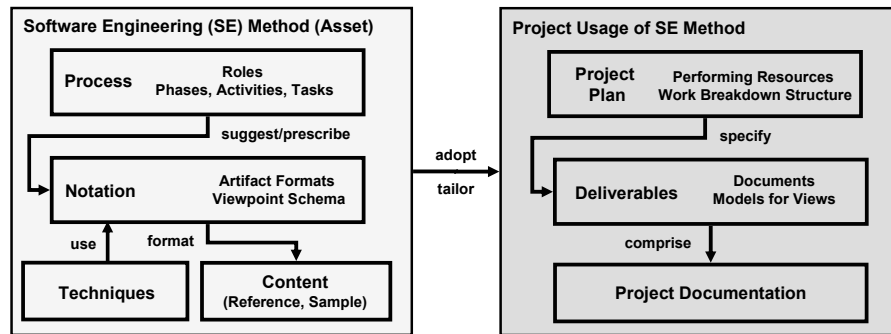 Software Engineering (SE) Method (Asset)
Process
Roles
Phases, Activities, Tasks
suggest/prescribe
Notation
Artifact Formats
Viewpoint Schema
use
format
Techniques
Content
(Reference, Sample)
adopt
tailor
Project Usage of SE Method
Project
Plan
Performing Resources
Work Breakdown Structure
specify
Deliverables
Documents
Models for Views
comprise
Project Documentation